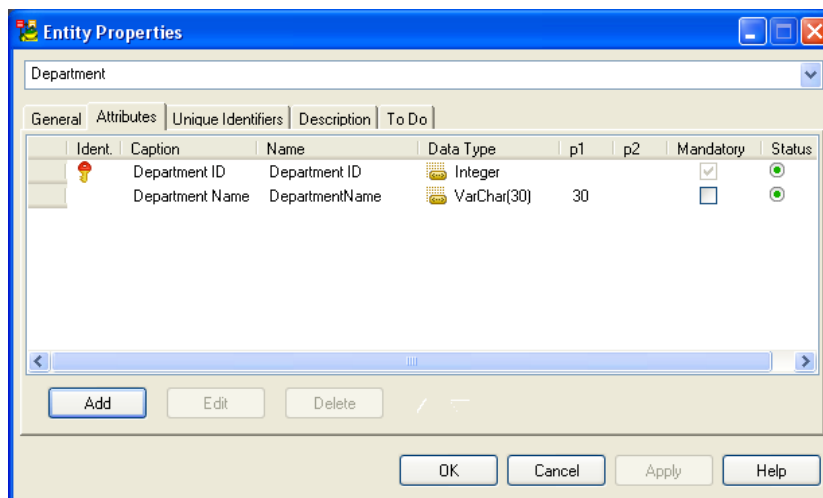 Entity Properties
Department
General Attributes Unique Identifiers Description To Do
Ident. Caption Name Data Type p1 p2 Mandatory Status
Department ID Department ID Integer
Department Name DepartmentName VarChar(30) 30
Add Edit Delete
OK Cancel Apply Help